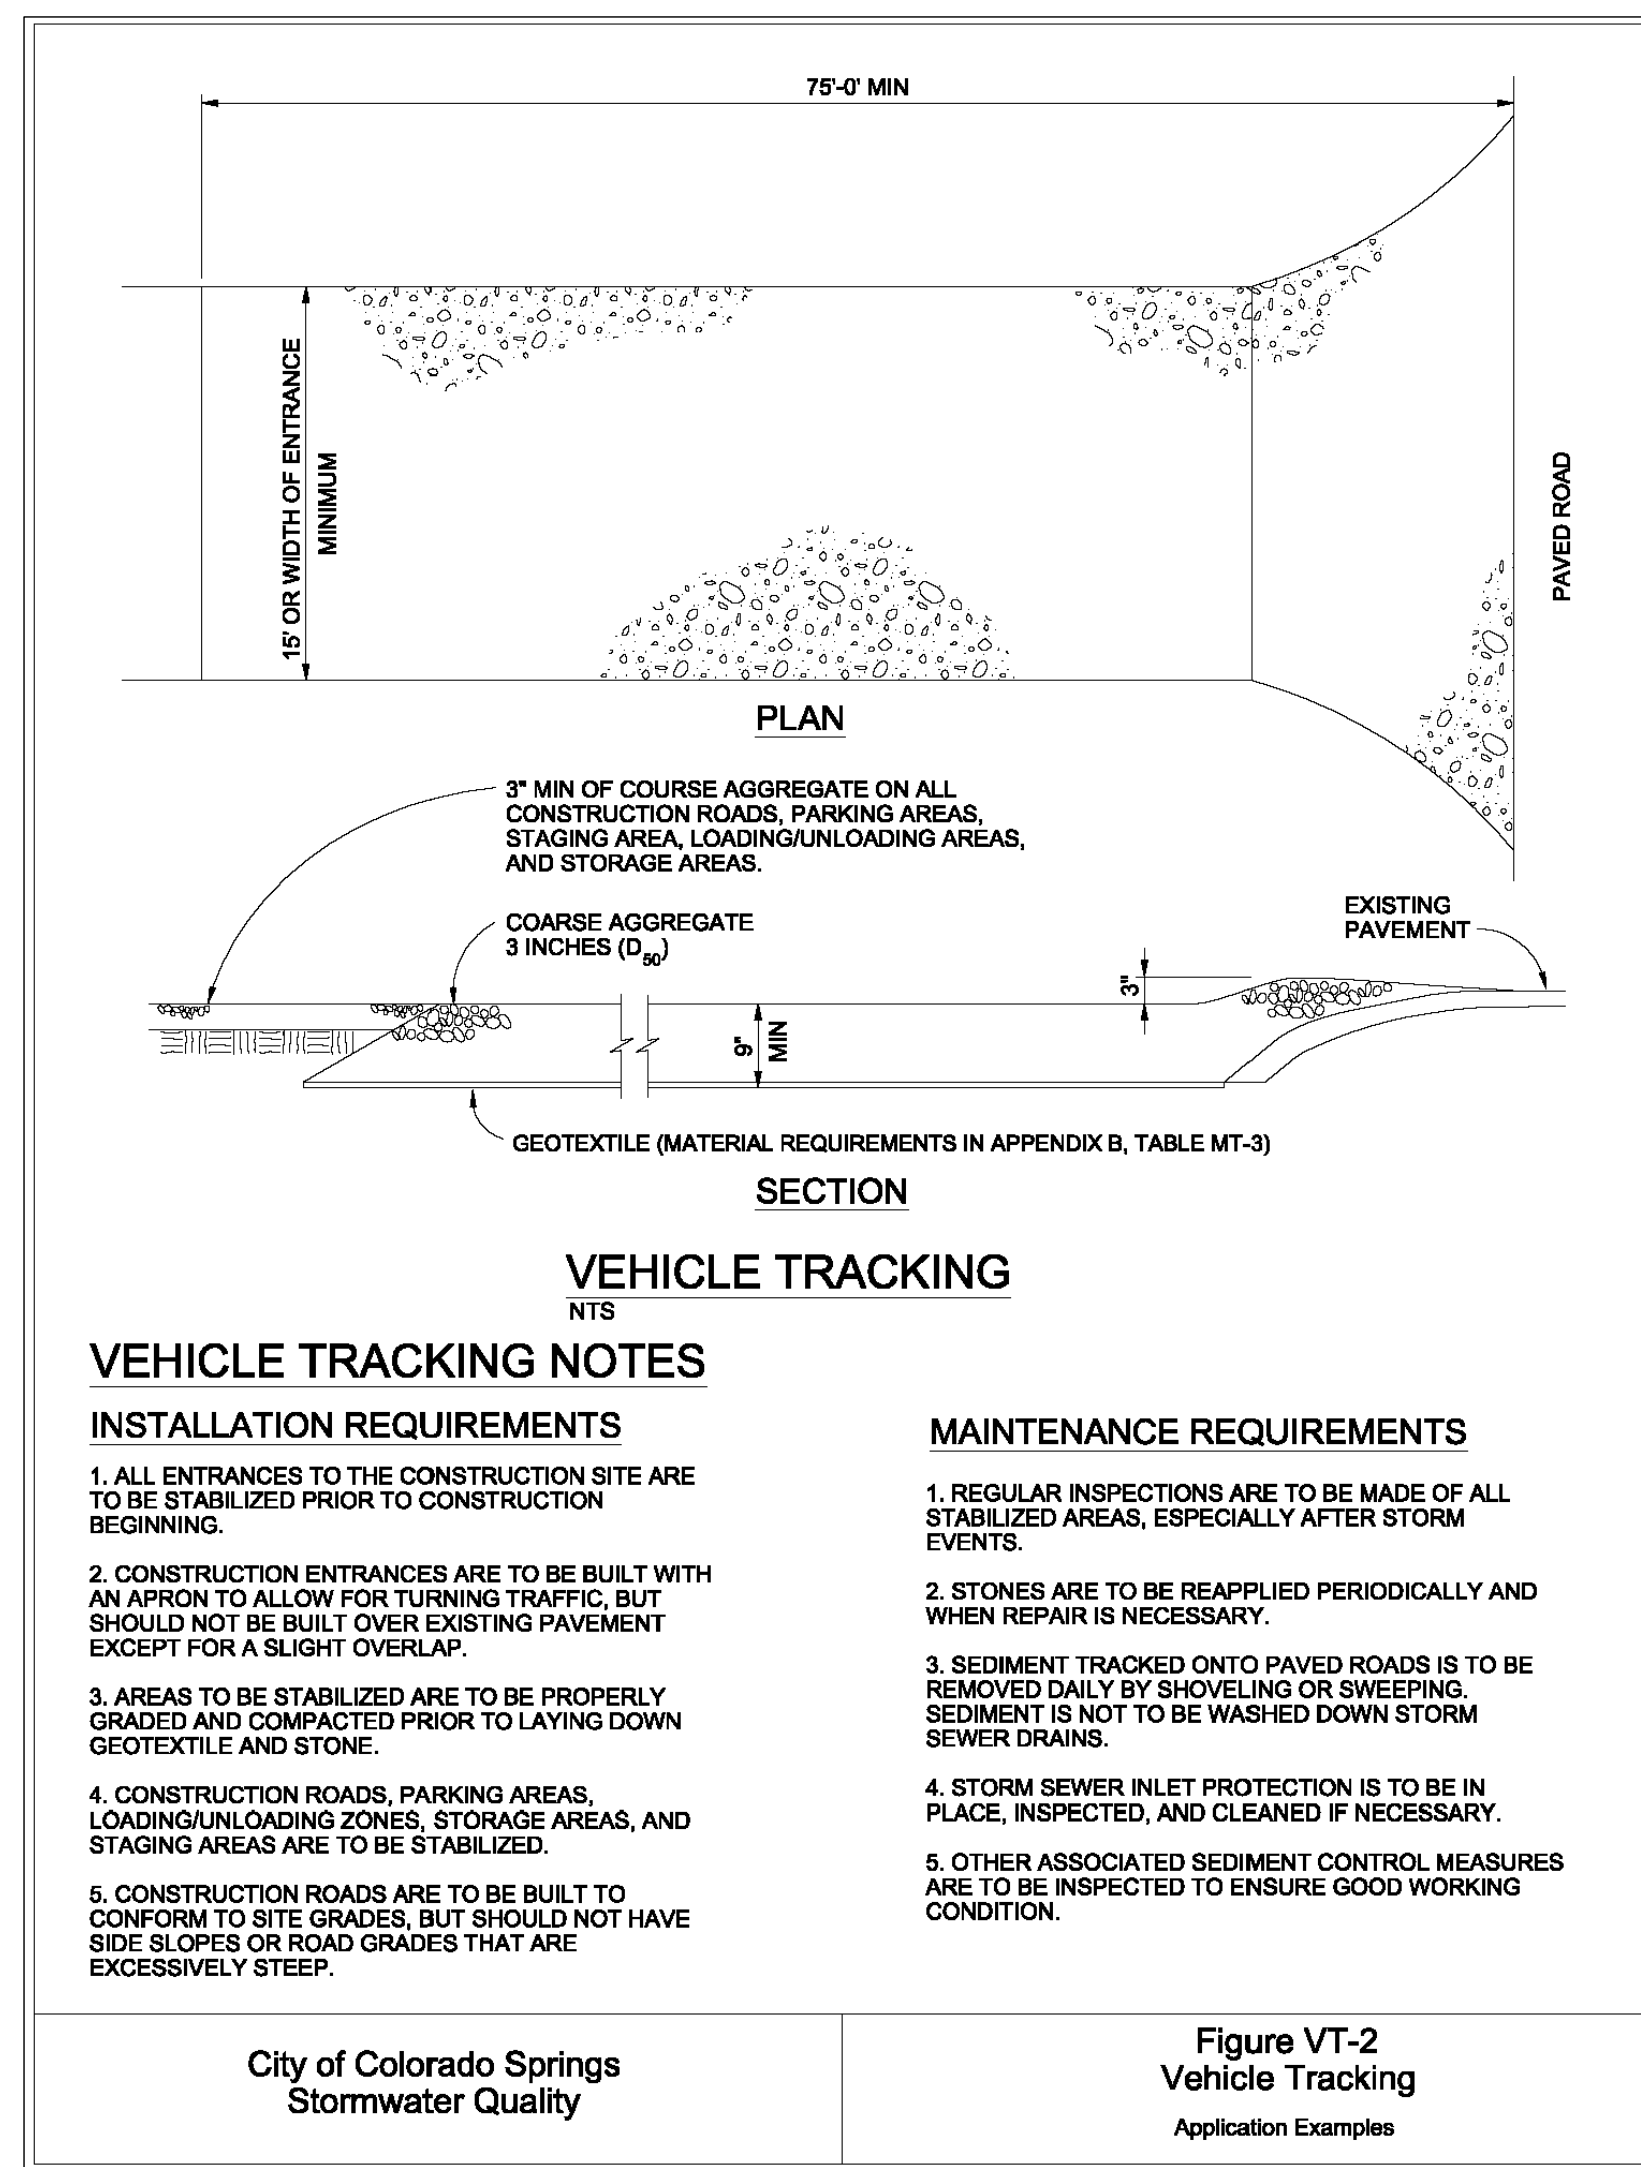 75'-0' MIN
15' OR WIDTH OF ENTRANCE
MINIMUM
PAVED ROAD
PLAN
3" MIN OF COURSE AGGREGATE ON ALL
CONSTRUCTION ROADS, PARKING AREAS,
STAGING AREA, LOADING/UNLOADING AREAS,
AND STORAGE AREAS.
COARSE AGGREGATE
3 INCHES (D50)
EXISTING
PAVEMENT
3"
9"
MIN
GEOTEXTILE (MATERIAL REQUIREMENTS IN APPENDIX B, TABLE MT-3)
SECTION
VEHICLE TRACKING
NTS
VEHICLE TRACKING NOTES
INSTALLATION REQUIREMENTS
1. ALL ENTRANCES TO THE CONSTRUCTION SITE ARE
TO BE STABILIZED PRIOR TO CONSTRUCTION
BEGINNING.
2. CONSTRUCTION ENTRANCES ARE TO BE BUILT WITH
AN APRON TO ALLOW FOR TURNING TRAFFIC, BUT
SHOULD NOT BE BUILT OVER EXISTING PAVEMENT
EXCEPT FOR A SLIGHT OVERLAP.
3. AREAS TO BE STABILIZED ARE TO BE PROPERLY
GRADED AND COMPACTED PRIOR TO LAYING DOWN
GEOTEXTILE AND STONE.
4. CONSTRUCTION ROADS, PARKING AREAS,
LOADING/UNLOADING ZONES, STORAGE AREAS, AND
STAGING AREAS ARE TO BE STABILIZED.
5. CONSTRUCTION ROADS ARE TO BE BUILT TO
CONFORM TO SITE GRADES, BUT SHOULD NOT HAVE
SIDE SLOPES OR ROAD GRADES THAT ARE
EXCESSIVELY STEEP.
MAINTENANCE REQUIREMENTS
1. REGULAR INSPECTIONS ARE TO BE MADE OF ALL
STABILIZED AREAS, ESPECIALLY AFTER STORM
EVENTS.
2. STONES ARE TO BE REAPPLIED PERIODICALLY AND
WHEN REPAIR IS NECESSARY.
3. SEDIMENT TRACKED ONTO PAVED ROADS IS TO BE
REMOVED DAILY BY SHOVELING OR SWEEPING.
SEDIMENT IS NOT TO BE WASHED DOWN STORM
SEWER DRAINS.
4. STORM SEWER INLET PROTECTION IS TO BE IN
PLACE, INSPECTED, AND CLEANED IF NECESSARY.
5. OTHER ASSOCIATED SEDIMENT CONTROL MEASURES
ARE TO BE INSPECTED TO ENSURE GOOD WORKING
CONDITION.
City of Colorado Springs
Stormwater Quality
Figure VT-2
Vehicle Tracking
Application Examples